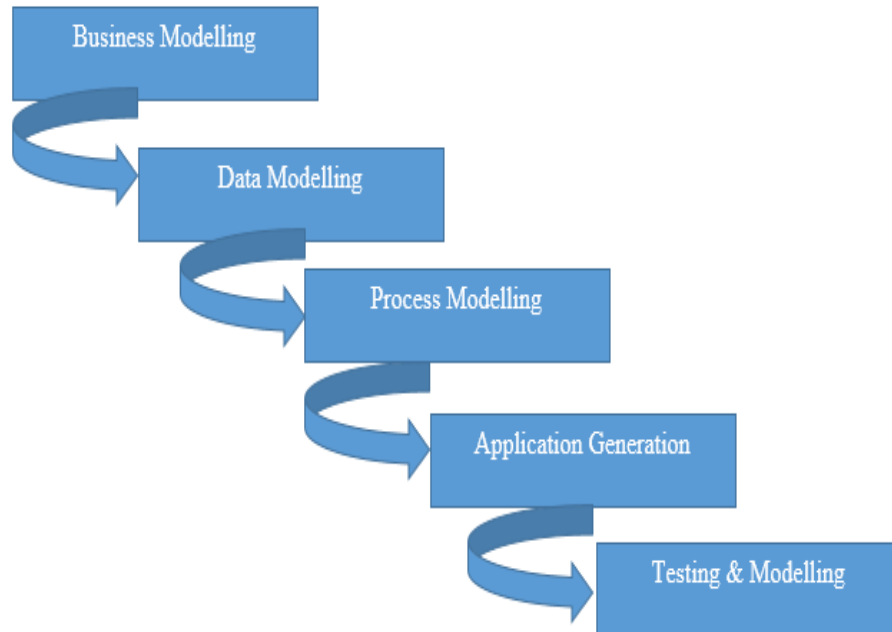 Business Modelling
Data Modelling
Process Modelling
Application Generation
Testing & Modelling